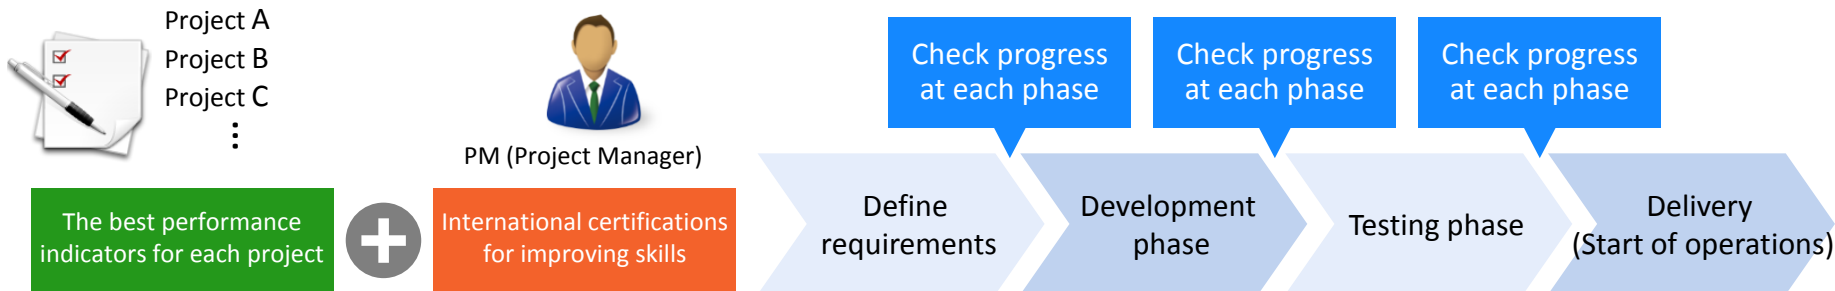 Project A
Project B
Project C
⋮
PM (Project Manager)
The best performance
indicators for each project
International certifications
for improving skills
Check progress
at each phase
Check progress
at each phase
Check progress
at each phase
Define
requirements
Development
phase
Testing phase
Delivery
(Start of operations)